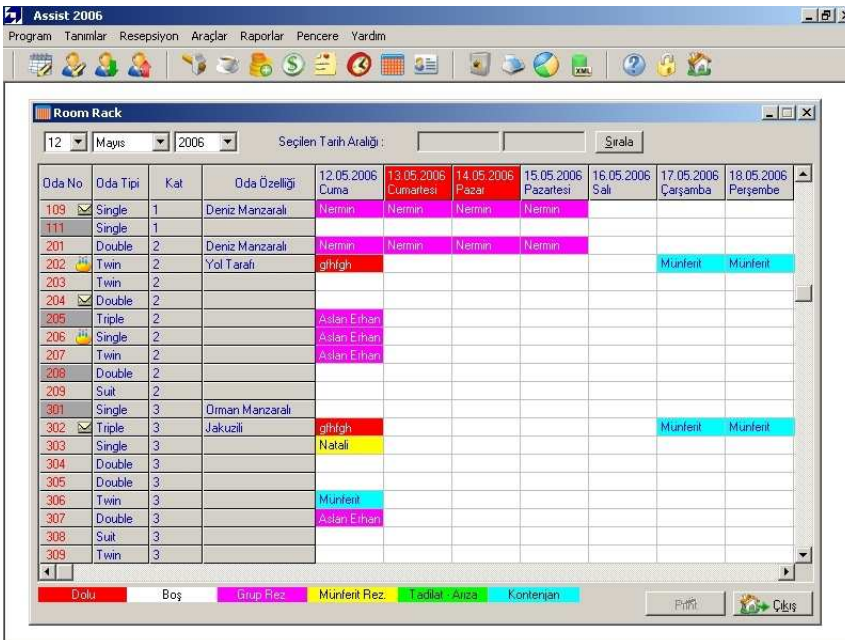 Assist 2006
Program Tanımlar Resepsiyon Araçlar Raporlar Pencere Yardım
XML
Room Rack
12 Mayıs 2006 Seçilen Tarih Aralığı : Sırala
Oda No Oda Tipi Kat Oda Özelliği 12.05.2006 Cuma 13.05.2006 Cumartesi 14.05.2006 Pazar 15.05.2006 Pazartesi 16.05.2006 Salı 17.05.2006 Çarşamba 18.05.2006 Perşembe
109 Single 1 Deniz Manzaralı Nermin Nermin Nermin Nermin
111 Single 1
201 Double 2 Deniz Manzaralı Nermin Nermin Nermin Nermin
202 Twin 2 Yol Tarafı gfhfgh Münferit Münferit
203 Twin 2
204 Double 2
205 Triple 2 Aslan Erhan
206 Single 2 Aslan Erhan
207 Twin 2 Aslan Erhan
208 Double 2
209 Suit 2
301 Single 3 Orman Manzaralı
302 Triple 3 Jakuzili gfhfgh Münferit Münferit
303 Single 3 Natali
304 Double 3
305 Double 3
306 Twin 3 Münferit
307 Double 3 Aslan Erhan
308 Suit 3
309 Twin 3
Dolu Boş Grup Rez Münferit Rez. Tadilat - Arıza Kontenjan
Print Çıkış